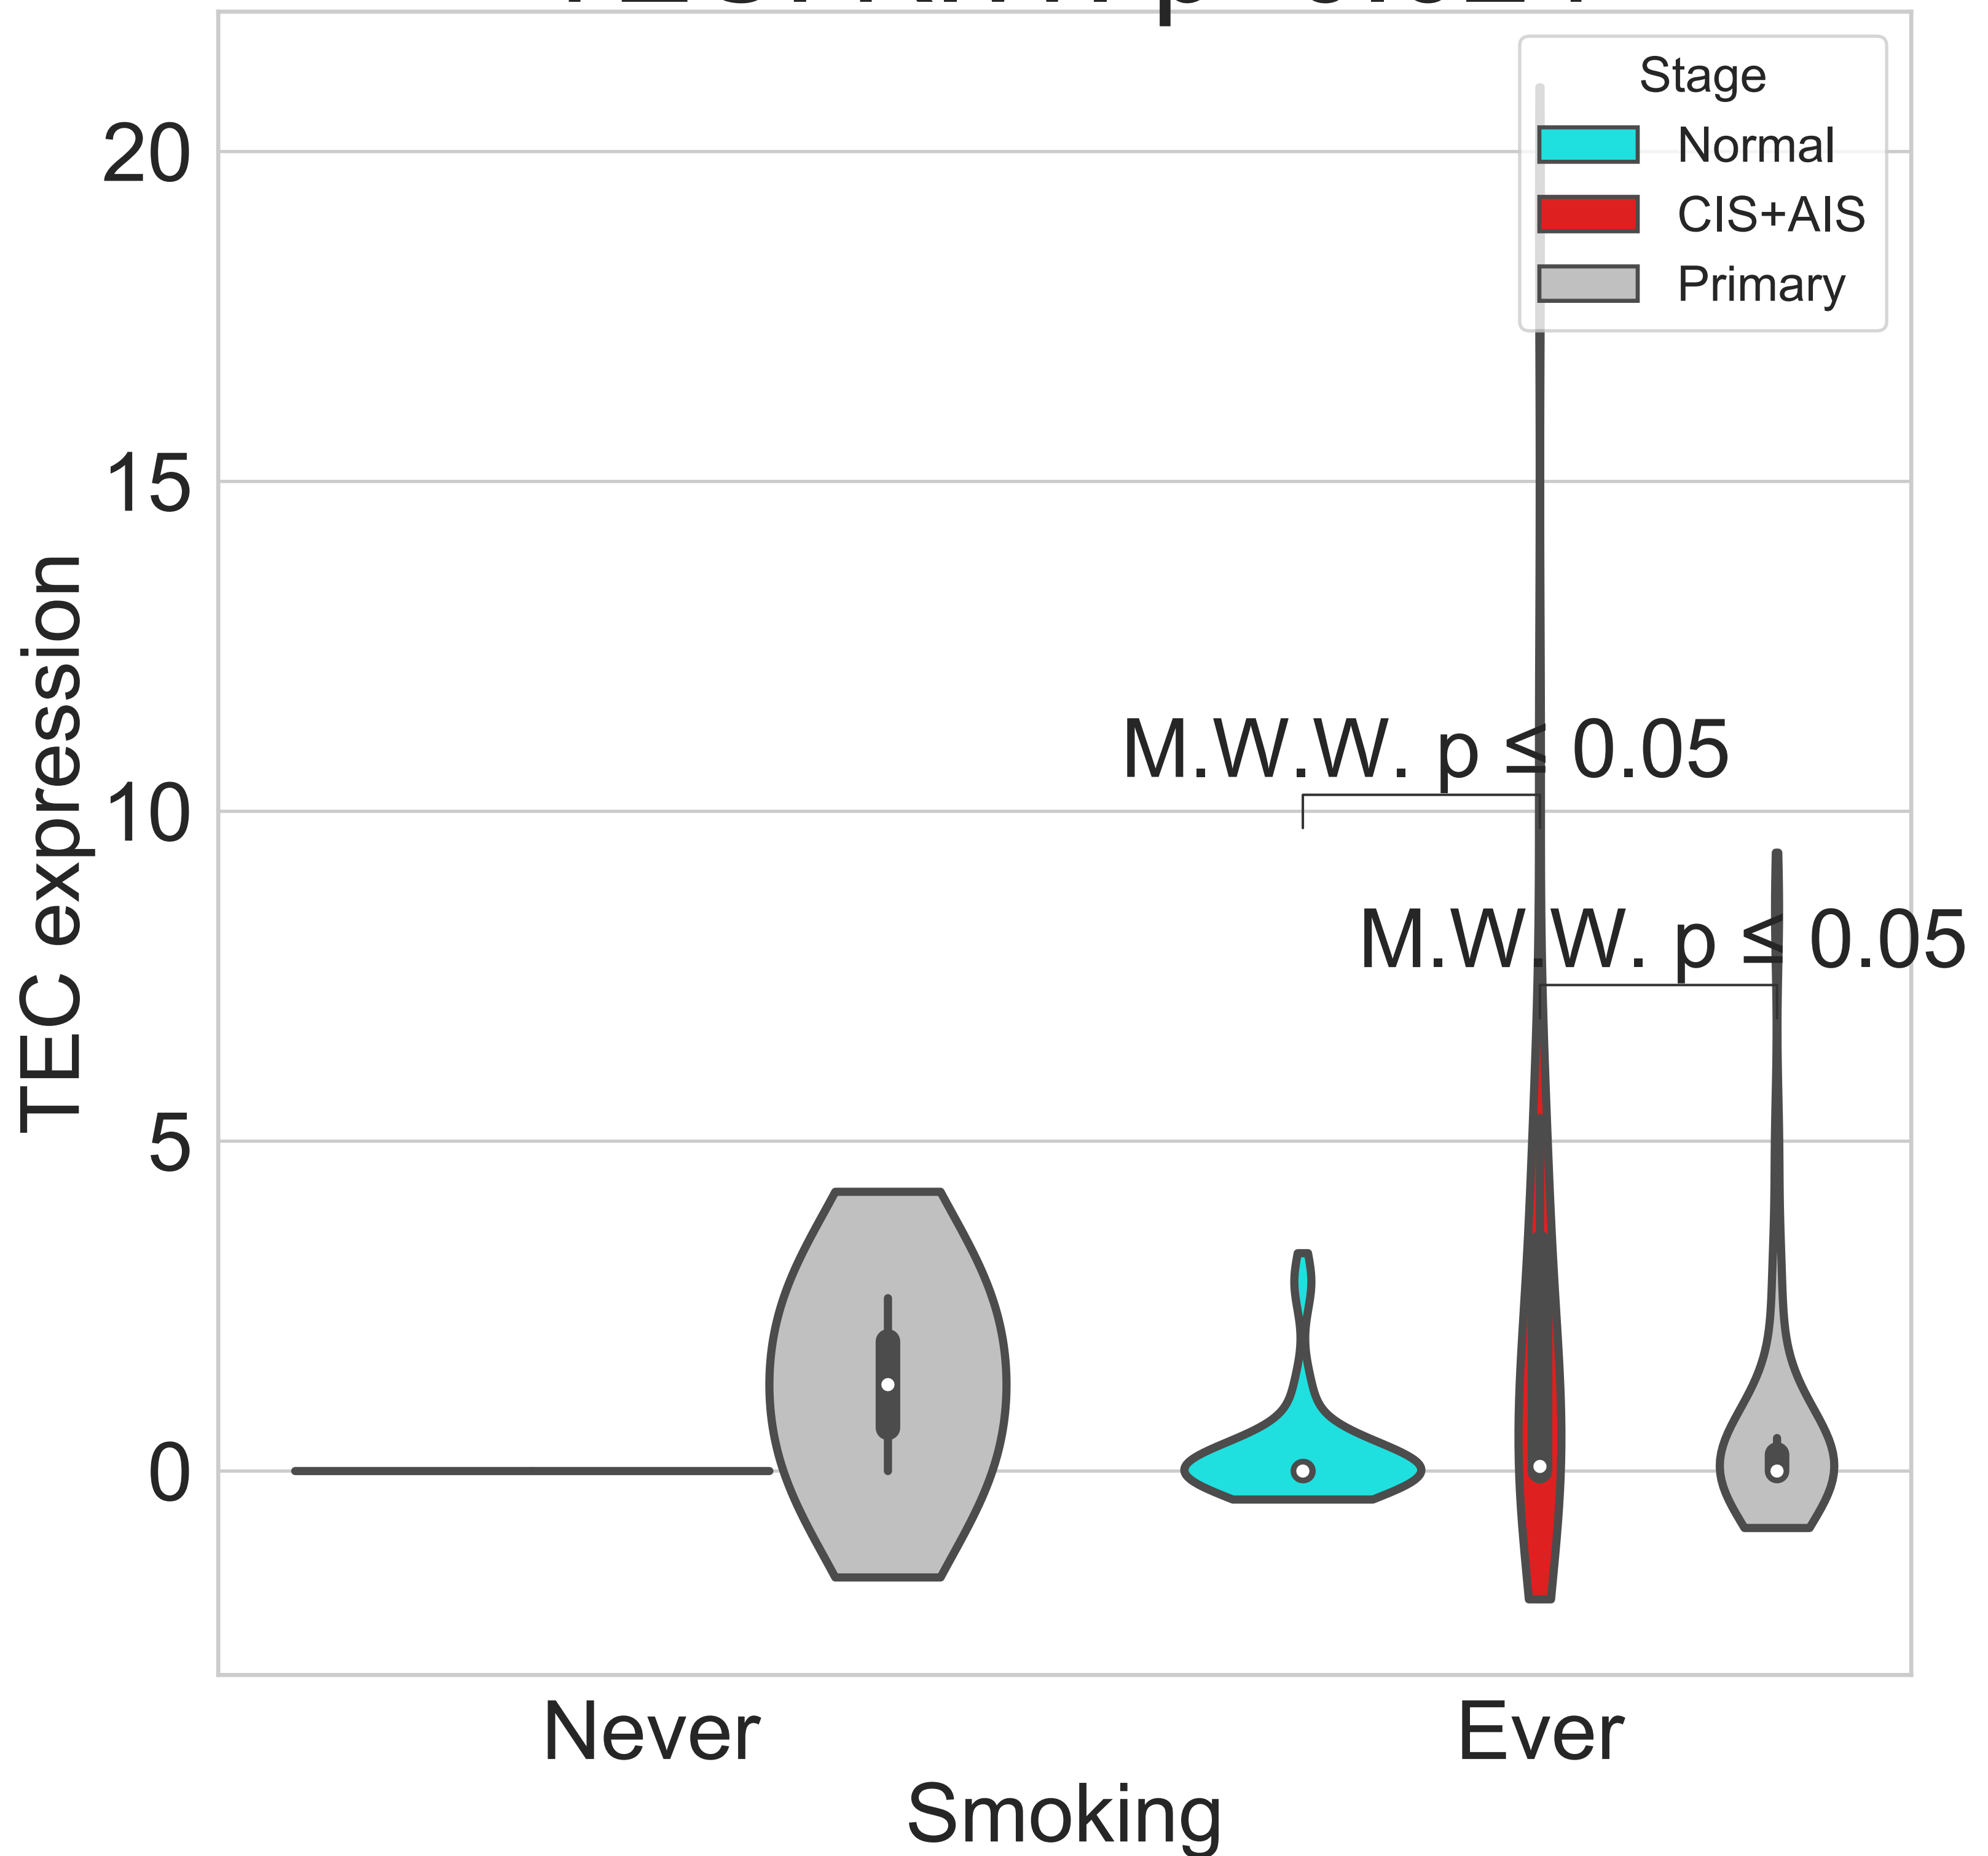 Stage
Normal
CIS+AIS
Primary
20
15
10
5
0
TEC expression
M.W.W. p ≤ 0.05
M.W.W. p ≤ 0.05
Never
Ever
Smoking